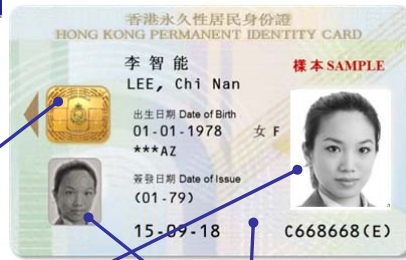 香港永久性居民身份證
HONG KONG PERMANENT IDENTITY CARD
李智能
LEE, Chi Nan
樣本 SAMPLE
出生日期 Date of Birth
01-01-1978 女 F
***AZ
簽發日期 Date of Issue
(01-79)
15-09-18
C668668(E)